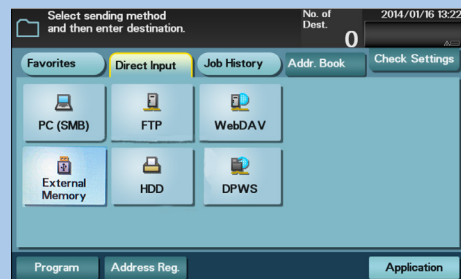 Select sending method
and then enter destination.
No. of
Dest.
0
2014/01/16 13:22
Favorites
Direct Input
Job History
Addr. Book
Check Settings
PC (SMB)
FTP
WebDAV
External
Memory
HDD
DPWS
Program
Address Reg.
Application